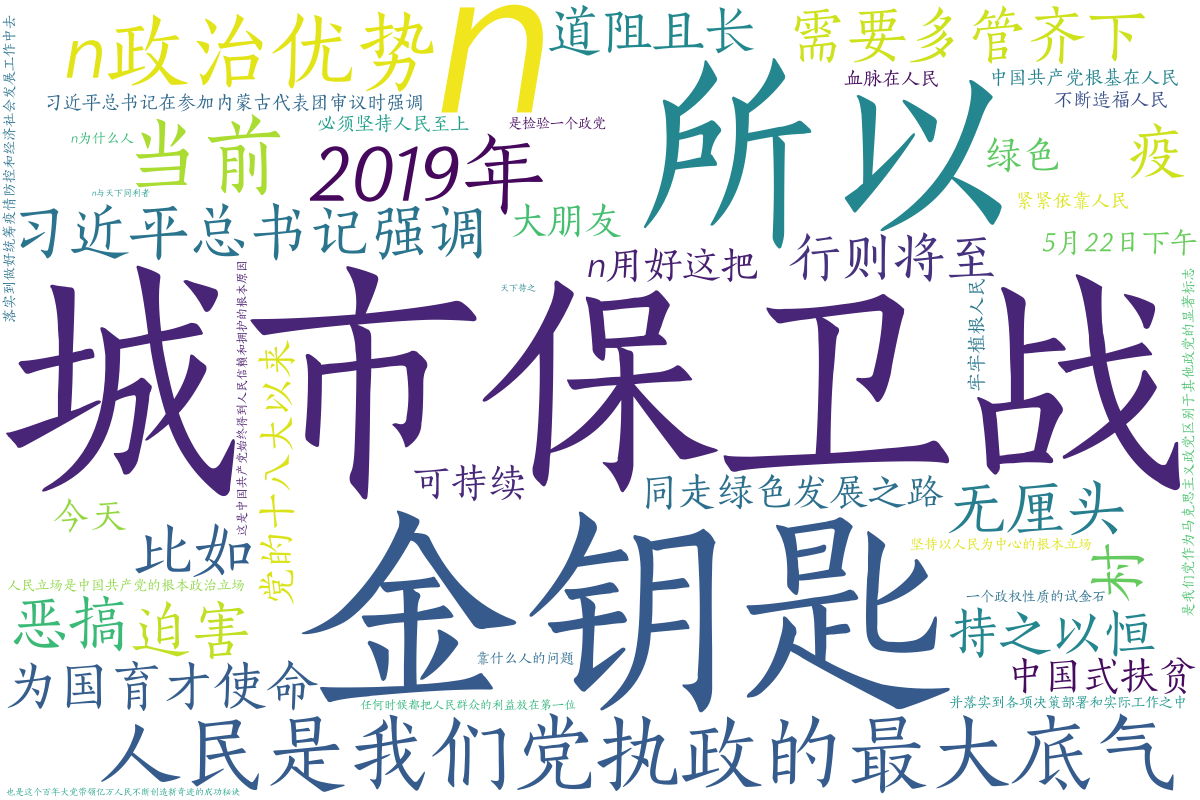 落实到做好统筹疫情防控和经济社会发展工作中去
n政治优势
n
道阻且长
需要多管齐下
血脉在人民
中国共产党根基在人民
不断造福人民
习近平总书记在参加内蒙古代表团审议时强调
必须坚持人民至上
是检验一个政党
所以
n为什么人
当前
2019年
绿色
疫
n与天下同利者
紧紧依靠人民
习近平总书记强调
大朋友
5月22日下午
n用好这把
行则将至
这是中国共产党始终得到人民信赖和拥护的根本原因
天下持之
牢牢植根人民
是我们党作为马克思主义政党区别于其他政党的显著标志
城市保卫战
党的十八大以来
可持续
同走绿色发展之路
无厘头
今天
比如
坚持以人民为中心的根本立场
村
人民立场是中国共产党的根本政治立场
金钥匙
一个政权性质的试金石
恶搞
迫害
持之以恒
靠什么人的问题
为国育才使命
中国式扶贫
任何时候都把人民群众的利益放在第一位
并落实到各项决策部署和实际工作之中
人民是我们党执政的最大底气
也是这个百年大党带领亿万人民不断创造新奇迹的成功秘诀